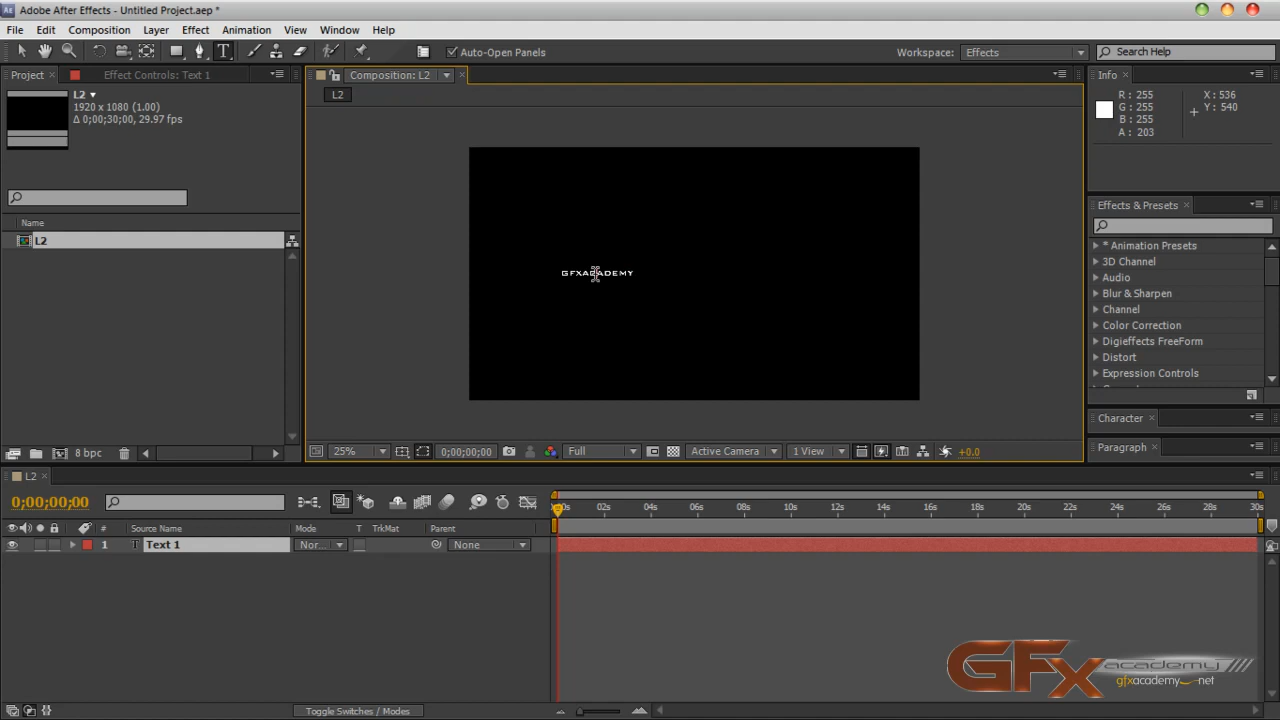 Adobe After Effects - Untitled Project.aep *
File Edit Composition Layer Effect Animation View Window Help
Auto-Open Panels
Workspace: Effects
Search Help
Project
Effect Controls: Text 1
Composition: L2
L2
L2
1920 x 1080 (1.00)
Δ 0;00;30;00, 29.97 fps
Name
L2
8 bpc
GFXACADEMY
25%
0;00;00;00
Full
Active Camera
1 View
+0.0
Info
R : 255
G : 255
B : 255
A : 203
X : 536
Y : 540
Effects & Presets
* Animation Presets
3D Channel
Audio
Blur & Sharpen
Channel
Color Correction
Digieffects FreeForm
Distort
Expression Controls
Character
Paragraph
L2
0;00;00;00
# Source Name Mode T TrkMat Parent
02s 04s 06s 08s 10s 12s 14s 16s 18s 20s 22s 24s 26s 28s 30s
1 T Text 1 Nor... None
Toggle Switches / Modes
GFx academy
gfxacademy.net